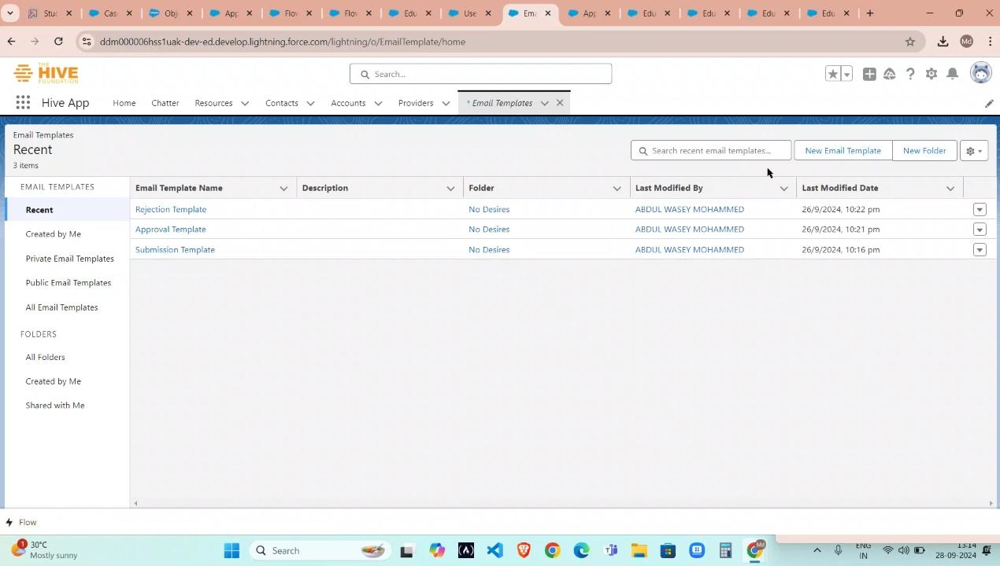 Stuc
Case
Obje
App
Flov
Flov
Edu
Use
Ema
App
Edu
Edu
Edu
Edu
ddm000006hss1uak-dev-ed.develop.lightning.force.com/lightning/o/EmailTemplate/home
Md
THE HIVE
FOUNDATION
Search...
Hive App
Home
Chatter
Resources
Contacts
Accounts
Providers
* Email Templates
Email Templates
Recent
3 items
Search recent email templates...
New Email Template
New Folder
EMAIL TEMPLATES
Email Template Name Description Folder Last Modified By Last Modified Date
Recent
Rejection Template No Desires ABDUL WASEY MOHAMMED 26/9/2024, 10:22 pm
Created by Me
Approval Template No Desires ABDUL WASEY MOHAMMED 26/9/2024, 10:21 pm
Private Email Templates
Submission Template No Desires ABDUL WASEY MOHAMMED 26/9/2024, 10:16 pm
Public Email Templates
All Email Templates
FOLDERS
All Folders
Created by Me
Shared with Me
Flow
1
30°C
Mostly sunny
Search
Md
ENG
IN
13:14
28-09-2024